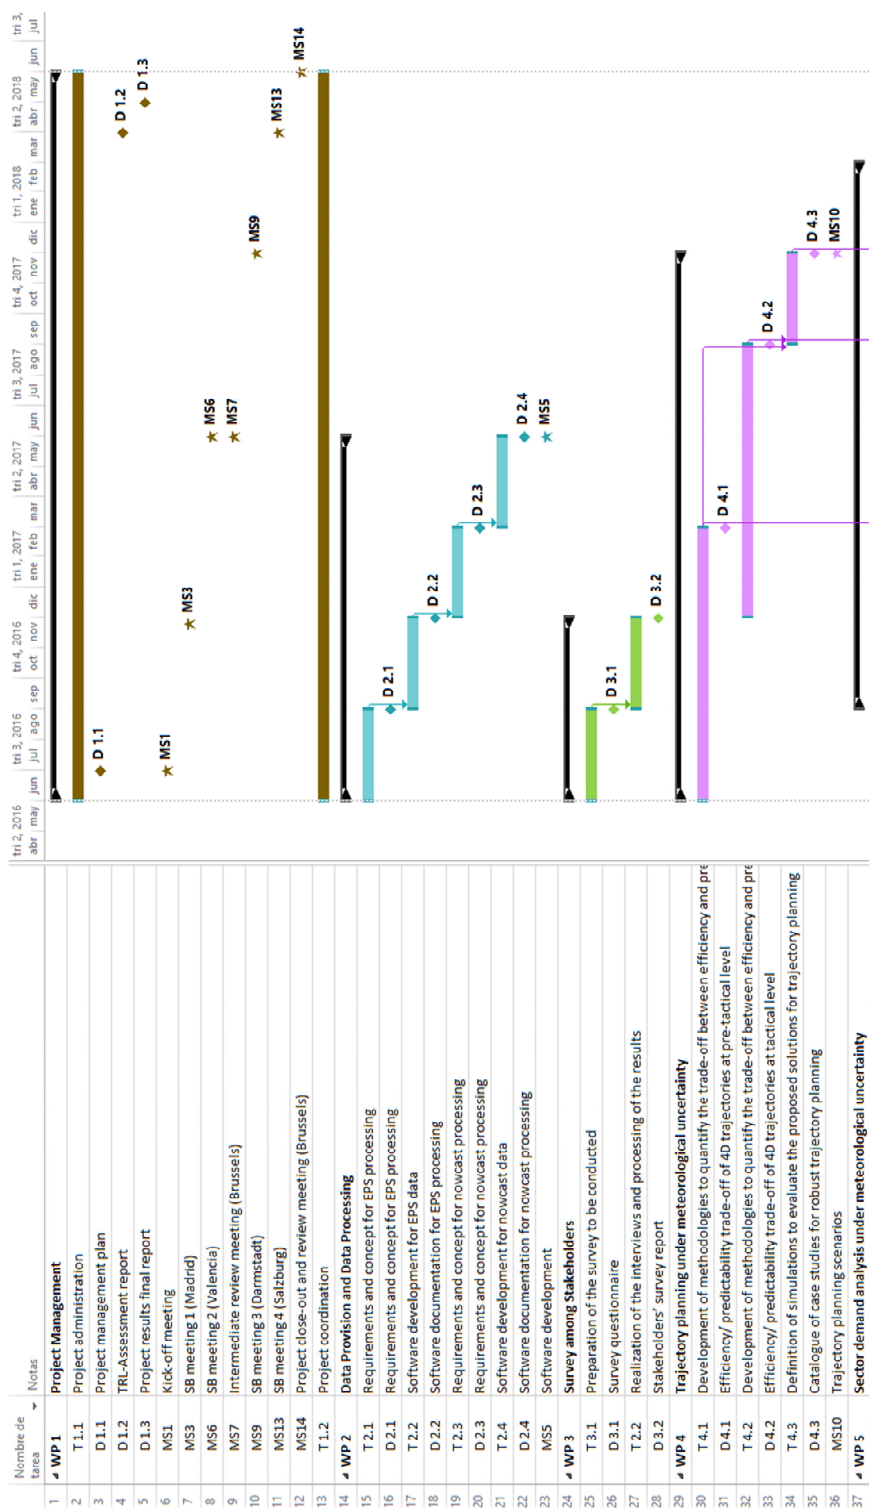 Nombre de tarea Notas
tri 2, 2016 tri 3, 2016 tri 4, 2016 tri 1, 2017 tri 2, 2017 tri 3, 2017 tri 4, 2017 tri 1, 2018 tri 2, 2018 tri 3,
abr may jun jul ago sep oct nov dic ene feb mar abr may jun jul ago sep oct nov dic ene feb mar abr may jun jul
1 WP 1 Project Management
2 T 1.1 Project administration
3 D 1.1 Project management plan D 1.1
4 D 1.2 TRL-Assessment report D 1.2
5 D 1.3 Project results final report D 1.3
6 MS1 Kick-off meeting MS1
7 MS3 SB meeting 1 (Madrid) MS3
8 MS6 SB meeting 2 (Valencia) MS6
9 MS7 Intermediate review meeting (Brussels) MS7
10 MS9 SB meeting 3 (Darmstadt) MS9
11 MS13 SB meeting 4 (Salzburg) MS13
12 MS14 Project close-out and review meeting (Brussels) MS14
13 T 1.2 Project coordination
14 WP 2 Data Provision and Data Processing
15 T 2.1 Requirements and concept for EPS processing
16 D 2.1 Requirements and concept for EPS processing D 2.1
17 T 2.2 Software development for EPS data
18 D 2.2 Software documentation for EPS processing D 2.2
19 T 2.3 Requirements and concept for nowcast processing
20 D 2.3 Requirements and concept for nowcast processing D 2.3
21 T 2.4 Software development for nowcast data
22 D 2.4 Software documentation for nowcast processing D 2.4
23 MS5 Software development MS5
24 WP 3 Survey among Stakeholders
25 T 3.1 Preparation of the survey to be conducted
26 D 3.1 Survey questionnaire D 3.1
27 T 2.2 Realization of the interviews and processing of the results
28 D 3.2 Stakeholders' survey report D 3.2
29 WP 4 Trajectory planning under meteorological uncertainty
30 T 4.1 Development of methodologies to quantify the trade-off between efficiency and pre
31 D 4.1 Efficiency/ predictability trade-off of 4D trajectories at pre-tactical level D 4.1
32 T 4.2 Development of methodologies to quantify the trade-off between efficiency and pre
33 D 4.2 Efficiency/ predictability trade-off of 4D trajectories at tactical level D 4.2
34 T 4.3 Definition of simulations to evaluate the proposed solutions for trajectory planning
35 D 4.3 Catalogue of case studies for robust trajectory planning D 4.3
36 MS10 Trajectory planning scenarios MS10
37 WP 5 Sector demand analysis under meteorological uncertainty